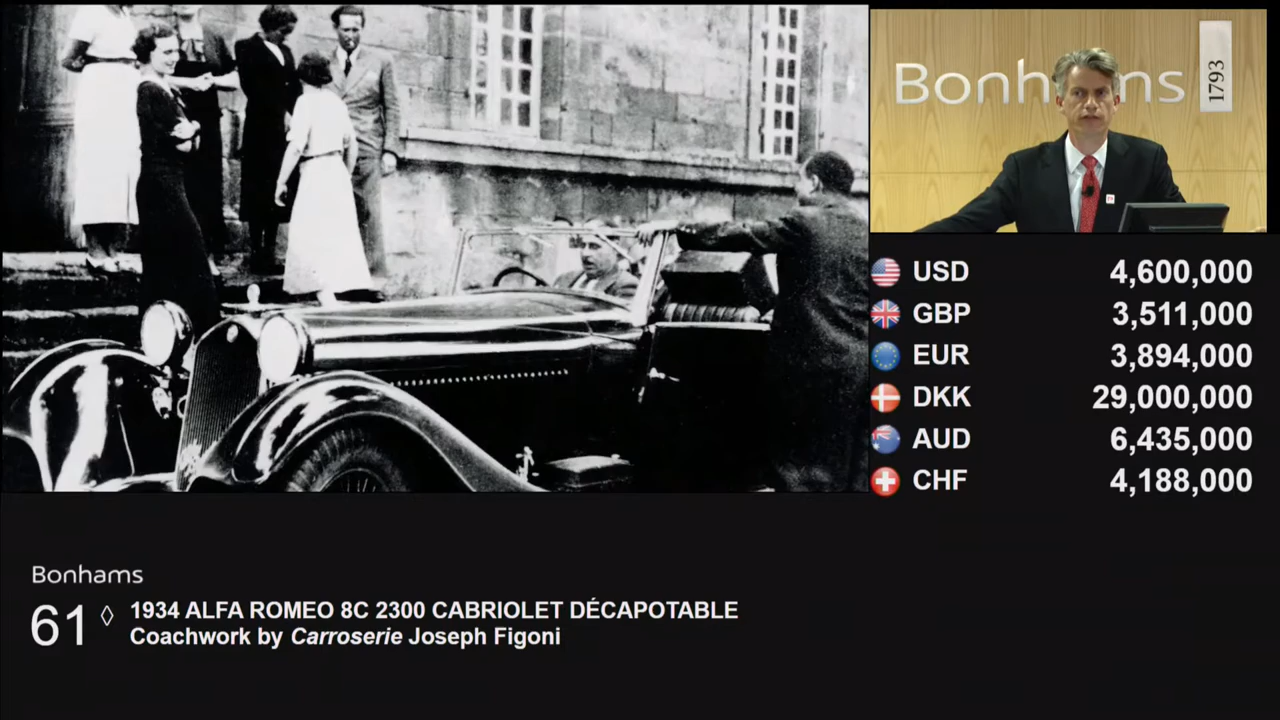 Bonhams
1793
USD 4,600,000
GBP 3,511,000
EUR 3,894,000
DKK 29,000,000
AUD 6,435,000
CHF 4,188,000
Bonhams
61 ◊ 1934 ALFA ROMEO 8C 2300 CABRIOLET DÉCAPOTABLE
Coachwork by Carroserie Joseph Figoni